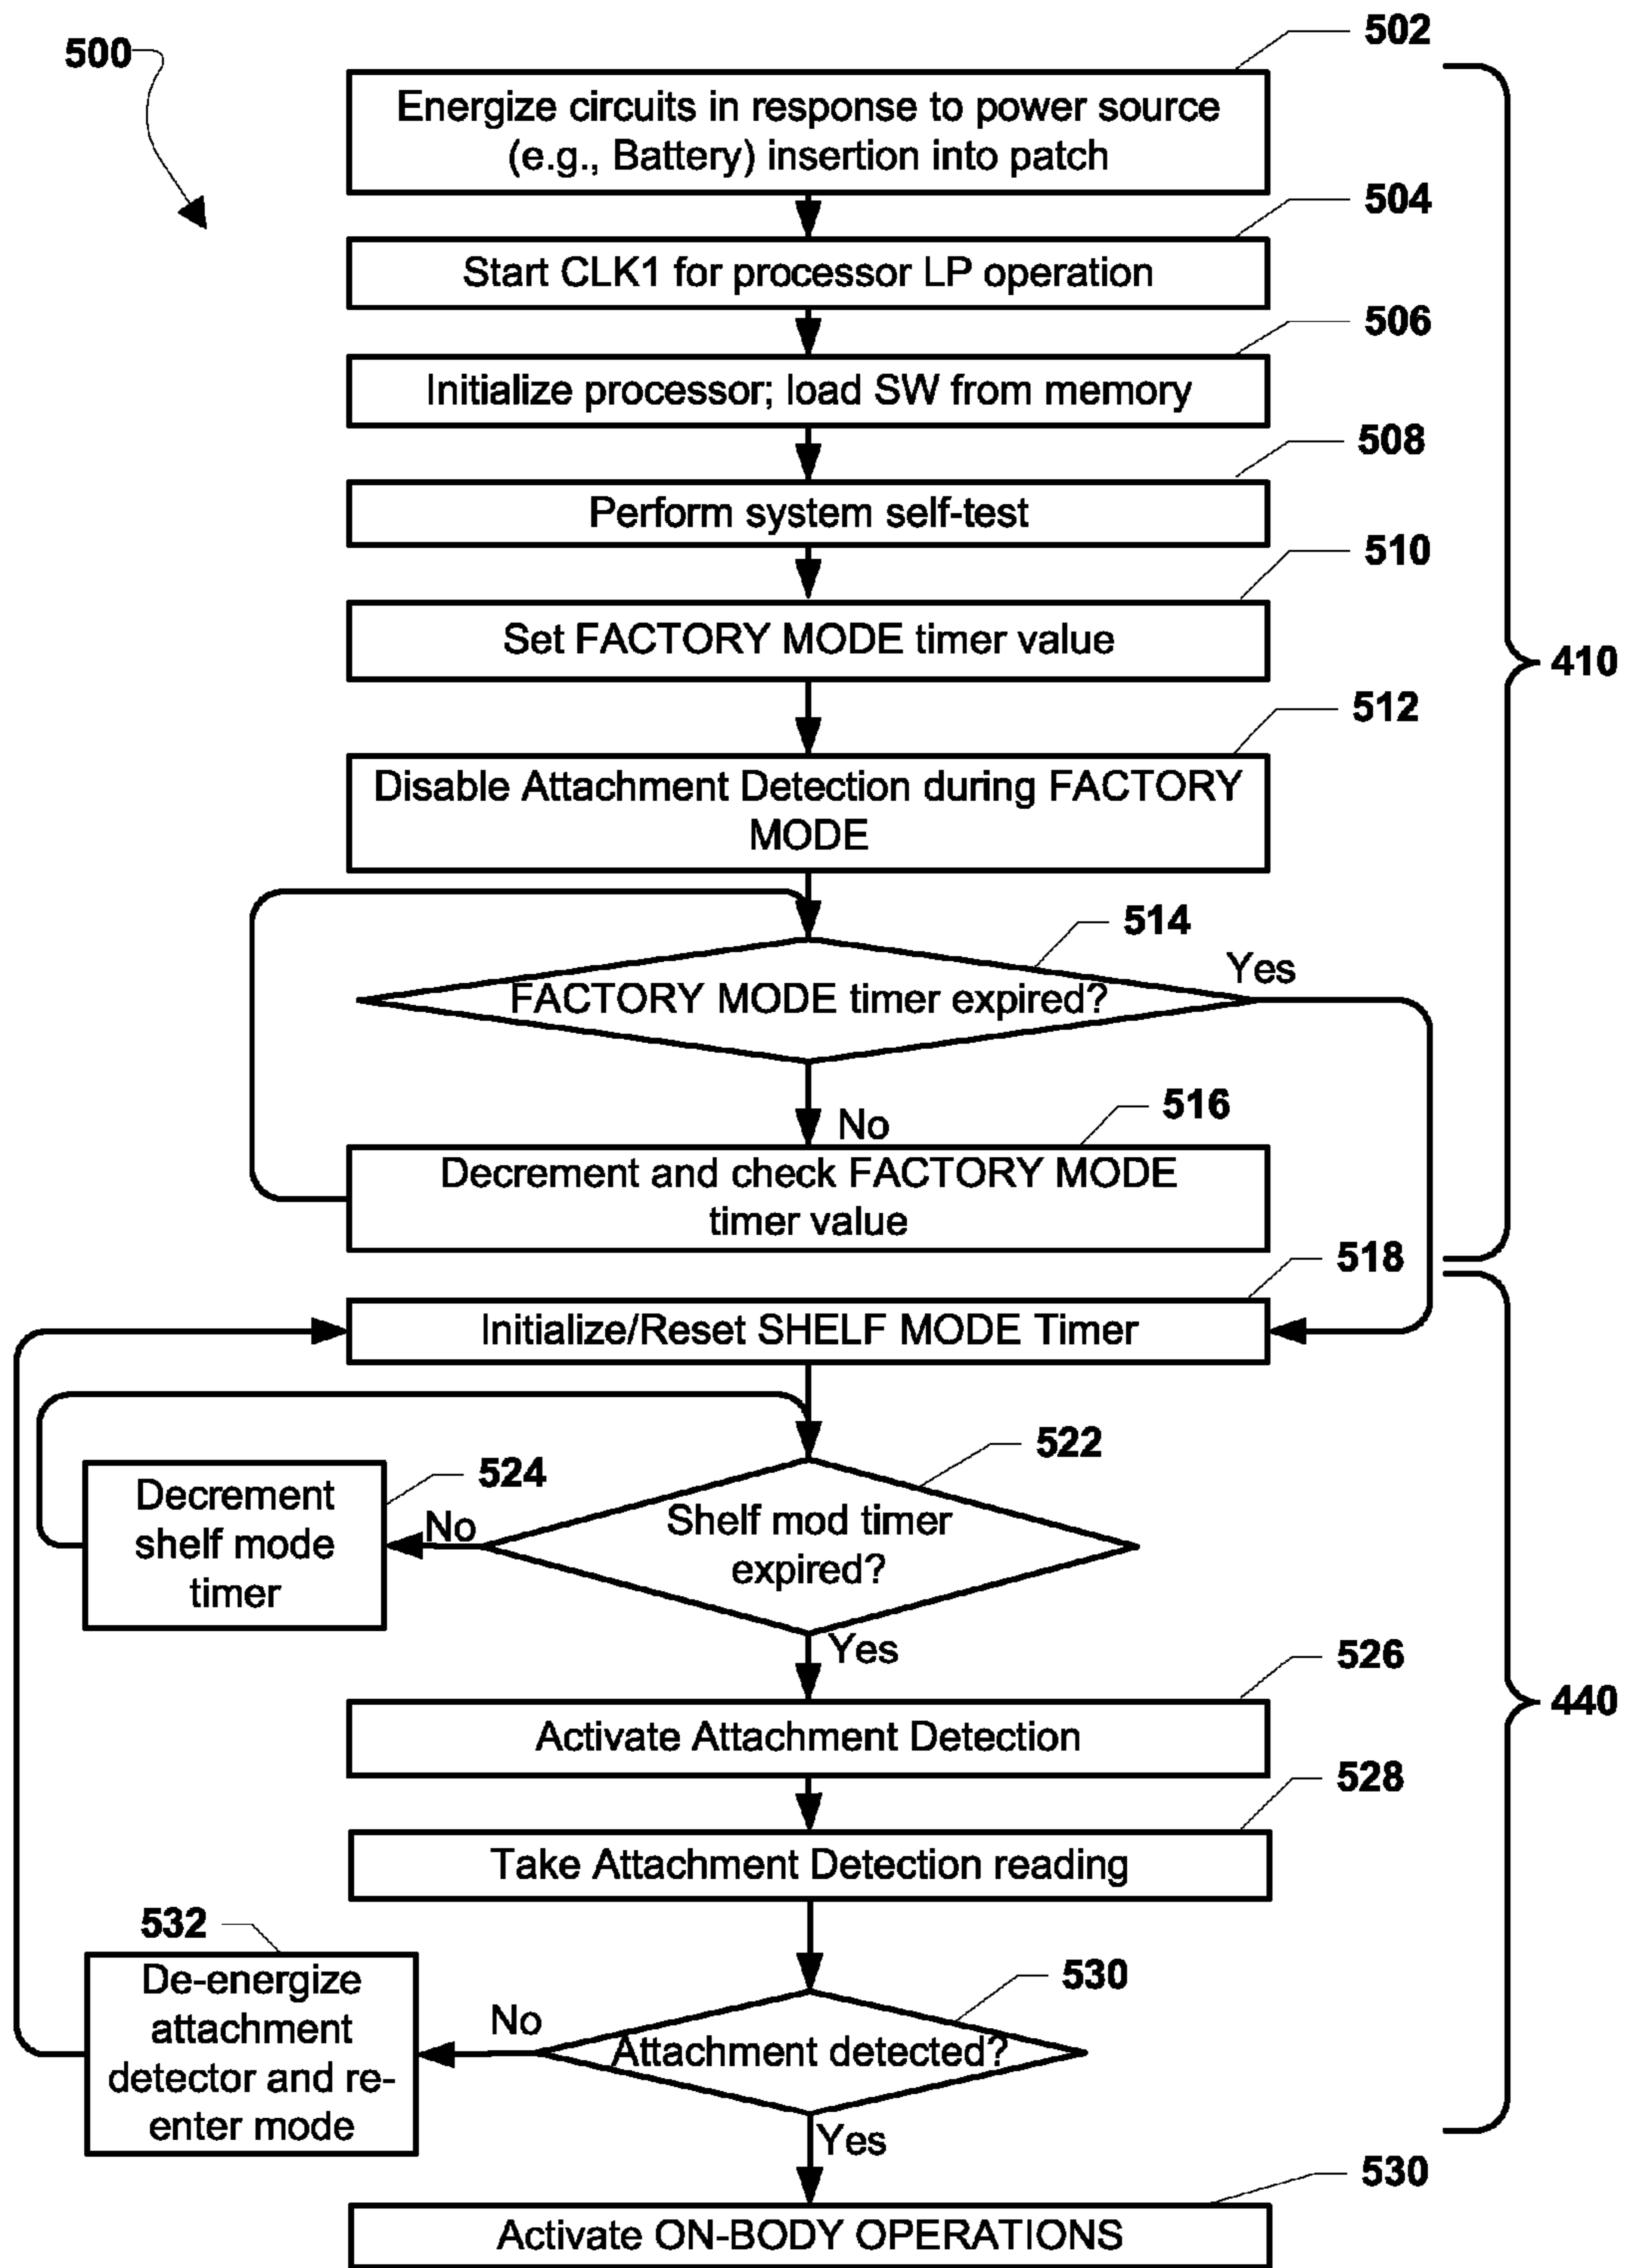 500
502
Energize circuits in response to power source
(e.g., Battery) insertion into patch
504
Start CLK1 for processor LP operation
506
Initialize processor; load SW from memory
508
Perform system self-test
510
Set FACTORY MODE timer value
410
512
Disable Attachment Detection during FACTORY
MODE
514
Yes
FACTORY MODE timer expired?
No
516
Decrement and check FACTORY MODE
timer value
518
Initialize/Reset SHELF MODE Timer
522
Shelf mod timer
expired?
No
524
Decrement
shelf mode
timer
Yes
526
Activate Attachment Detection
440
528
Take Attachment Detection reading
530
Attachment detected?
No
532
De-energize
attachment
detector and re-
enter mode
Yes
530
Activate ON-BODY OPERATIONS